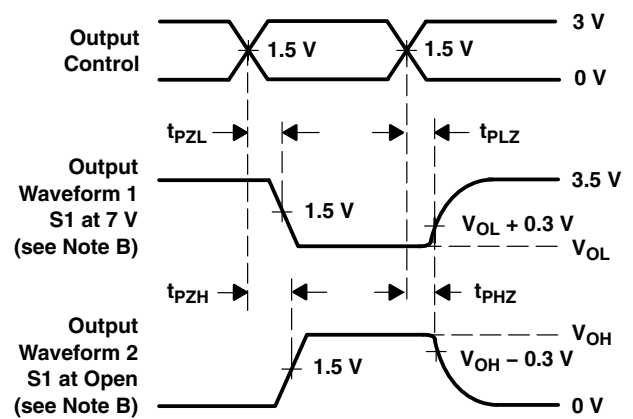 Output
Control
3 V
1.5 V
1.5 V
0 V
tPZL
tPLZ
Output
Waveform 1
S1 at 7 V
(see Note B)
3.5 V
1.5 V
VOL + 0.3 V
VOL
tPZH
tPHZ
Output
Waveform 2
S1 at Open
(see Note B)
VOH
1.5 V
VOH − 0.3 V
0 V